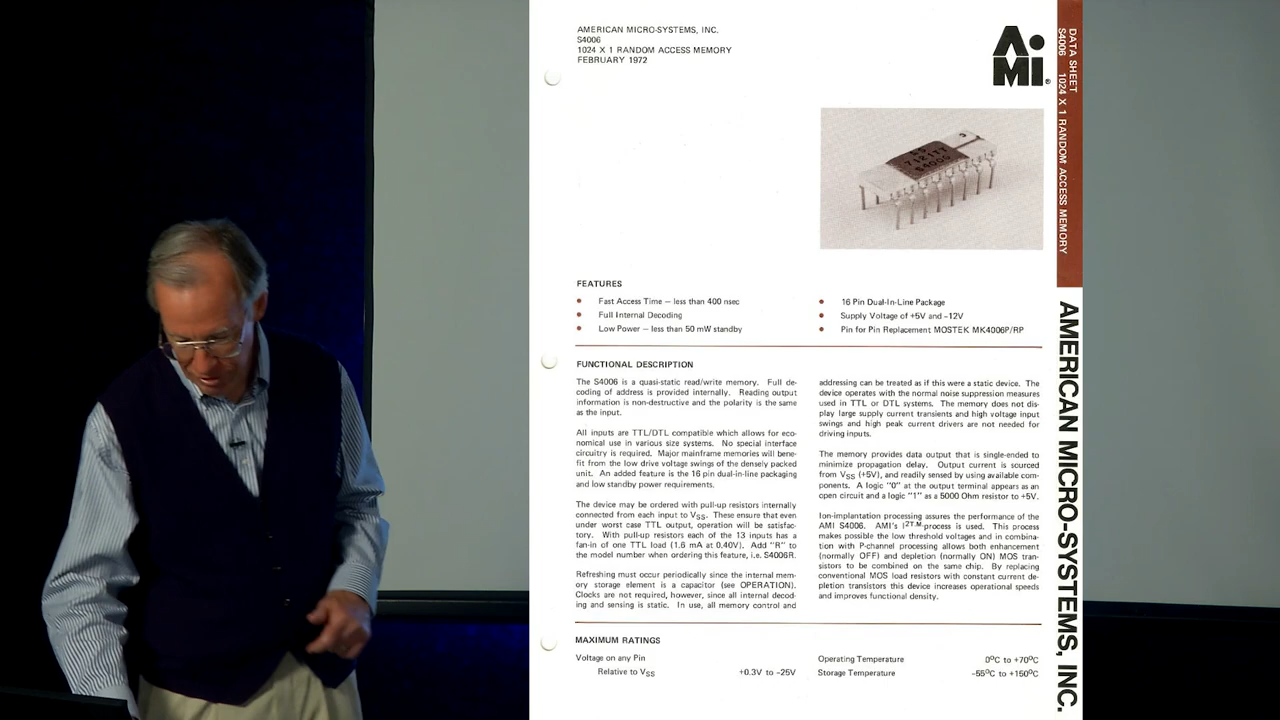 AMERICAN MICRO-SYSTEMS, INC.
S4006
1024 X 1 RANDOM ACCESS MEMORY
FEBRUARY 1972
AMi®
DATA SHEET
S4006 1024 X 1 RANDOM ACCESS MEMORY
AMERICAN MICRO-SYSTEMS, INC.
3
S4006
FEATURES
• Fast Access Time – less than 400 nsec
• Full Internal Decoding
• Low Power – less than 50 mW standby
• 16 Pin Dual-In-Line Package
• Supply Voltage of +5V and -12V
• Pin for Pin Replacement MOSTEK MK4006P/RP
FUNCTIONAL DESCRIPTION
The S4006 is a quasi-static read/write memory. Full de-
coding of address is provided internally. Reading output
information is non-destructive and the polarity is the same
as the input.
All inputs are TTL/DTL compatible which allows for eco-
nomical use in various size systems. No special interface
circuitry is required. Major mainframe memories will bene-
fit from the low drive voltage swings of the densely packed
unit. An added feature is the 16 pin dual-in-line packaging
and low standby power requirements.
The device may be ordered with pull-up resistors internally
connected from each input to VSS. These ensure that even
under worst case TTL output, operation will be satisfac-
tory. With pull-up resistors each of the 13 inputs has a
fan-in of one TTL load (1.6 mA at 0.40V). Add "R" to
the model number when ordering this feature, i.e. S4006R.
Refreshing must occur periodically since the internal mem-
ory storage element is a capacitor (see OPERATION).
Clocks are not required, however, since all internal decod-
ing and sensing is static. In use, all memory control and
addressing can be treated as if this were a static device. The
device operates with the normal noise suppression measures
used in TTL or DTL systems. The memory does not dis-
play large supply current transients and high voltage input
swings and high peak current drivers are not needed for
driving inputs.
The memory provides data output that is single-ended to
minimize propagation delay. Output current is sourced
from VSS (+5V), and readily sensed by using available com-
ponents. A logic "0" at the output terminal appears as an
open circuit and a logic "1" as a 5000 Ohm resistor to +5V.
Ion-implantation processing assures the performance of the
AMI S4006. AMI's I2T.M. process is used. This process
makes possible the low threshold voltages and in combina-
tion with P-channel processing allows both enhancement
(normally OFF) and depletion (normally ON) MOS tran-
sistors to be combined on the same chip. By replacing
conventional MOS load resistors with constant current de-
pletion transistors this device increases operational speeds
and improves functional density.
MAXIMUM RATINGS
Voltage on any Pin
Relative to VSS +0.3V to -25V
Operating Temperature 0°C to +70°C
Storage Temperature -55°C to +150°C